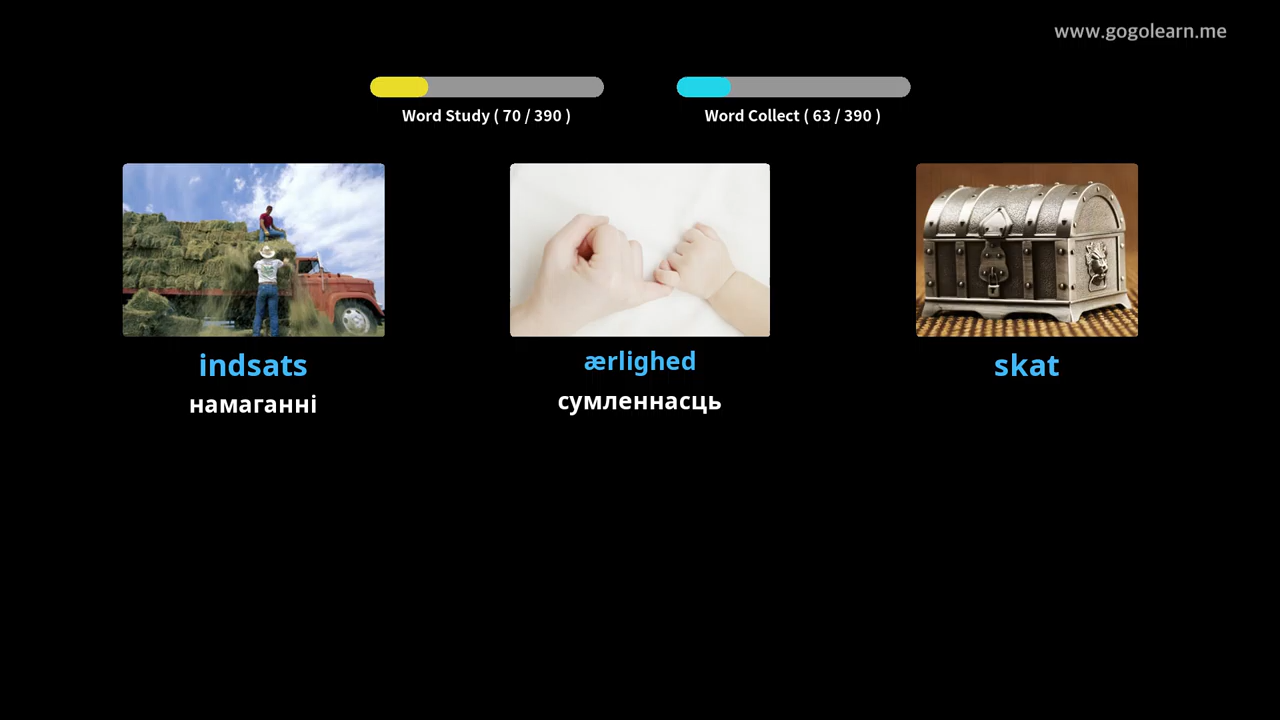 www.gogolearn.me
Word Study ( 70 / 390 )
Word Collect ( 63 / 390 )
indsats
намаганні
ærlighed
сумленнасць
skat